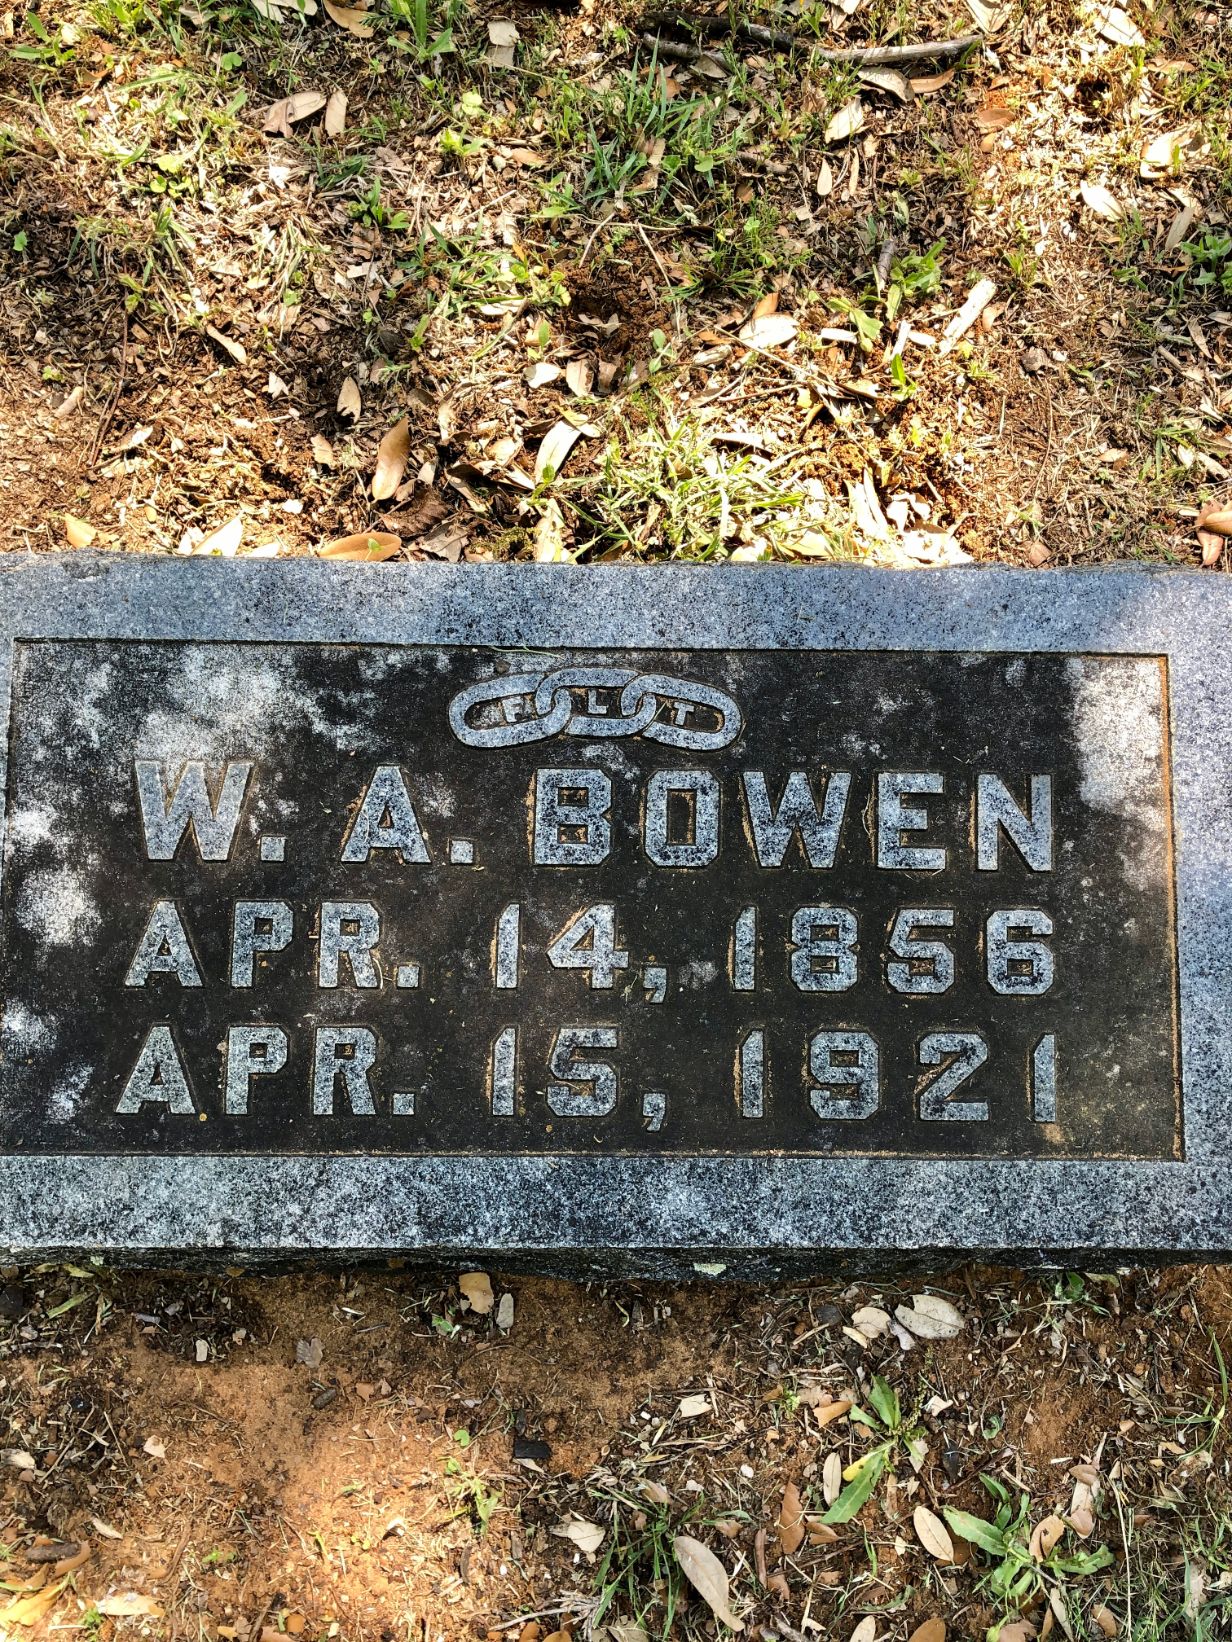 F L T
W. A. BOWEN
APR. 14, 1856
APR. 15, 1921